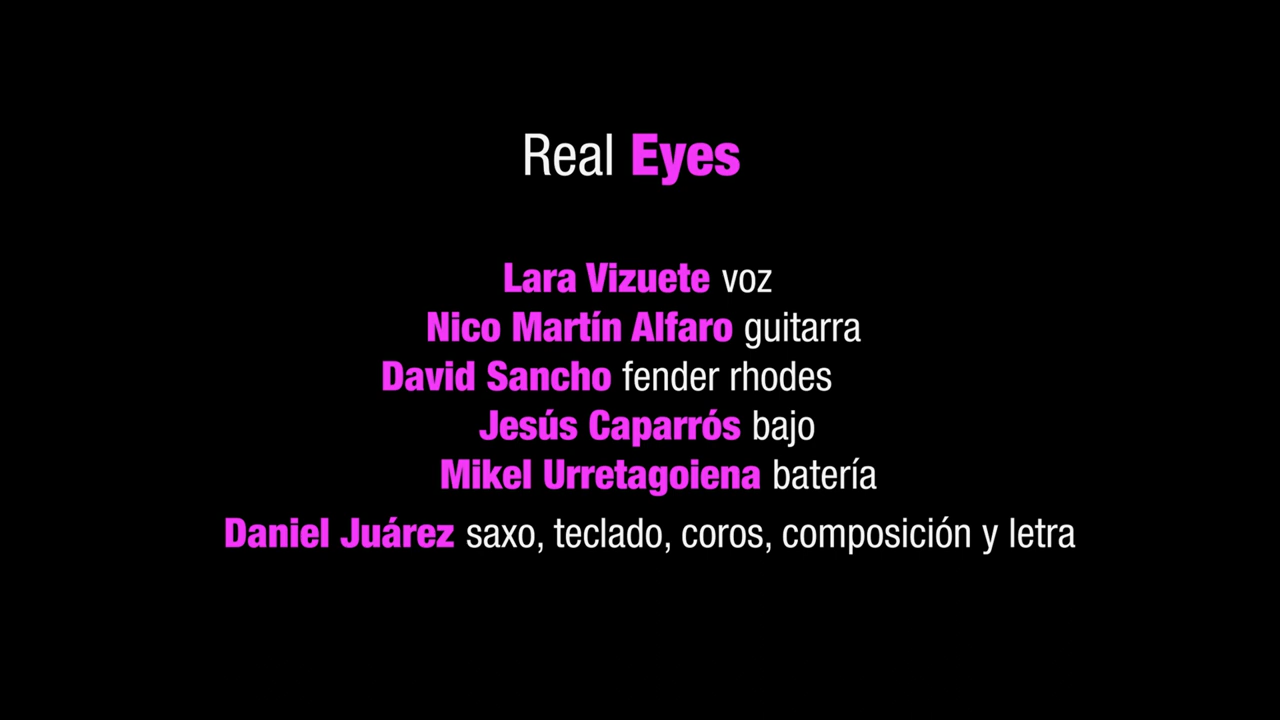 Real Eyes
Lara Vizuete voz
Nico Martín Alfaro guitarra
David Sancho fender rhodes
Jesús Caparrós bajo
Mikel Urretagoiena batería
Daniel Juárez saxo, teclado, coros, composición y letra